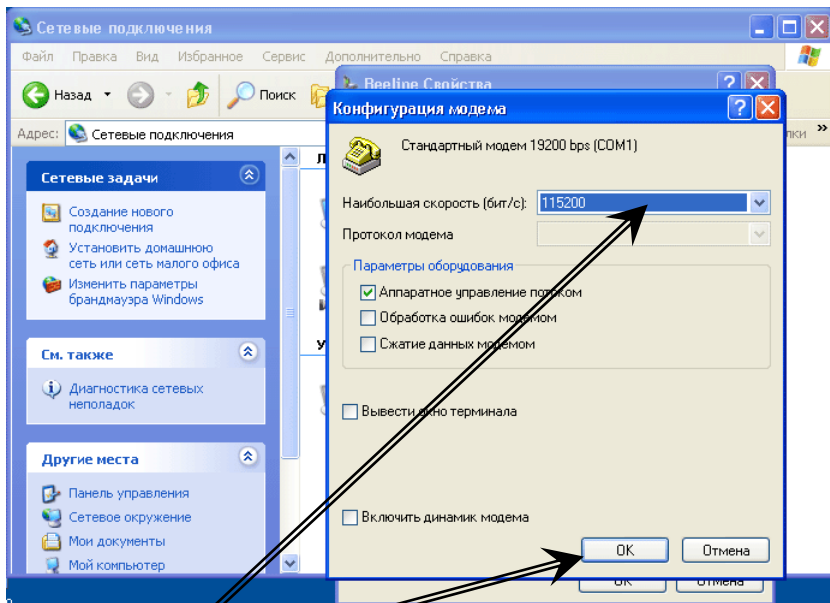 Сетевые подключения
Файл Правка Вид Избранное Сервис Дополнительно Справка
Назад
Поиск
Адрес: Сетевые подключения
Сетевые задачи
Создание нового
подключения
Установить домашнюю
сеть или сеть малого офиса
Изменить параметры
брандмауэра Windows
См. также
Диагностика сетевых
неполадок
Другие места
Панель управления
Сетевое окружение
Мои документы
Мой компьютер
Beeline Свойства
Конфигурация модема
Стандартный модем 19200 bps (COM1)
Наибольшая скорость (бит/с): 115200
Протокол модема
Параметры оборудования
Аппаратное управление потоком
Обработка ошибок модемом
Сжатие данных модемом
Вывести окно терминала
Включить динамик модема
OK Отмена
OK Отмена